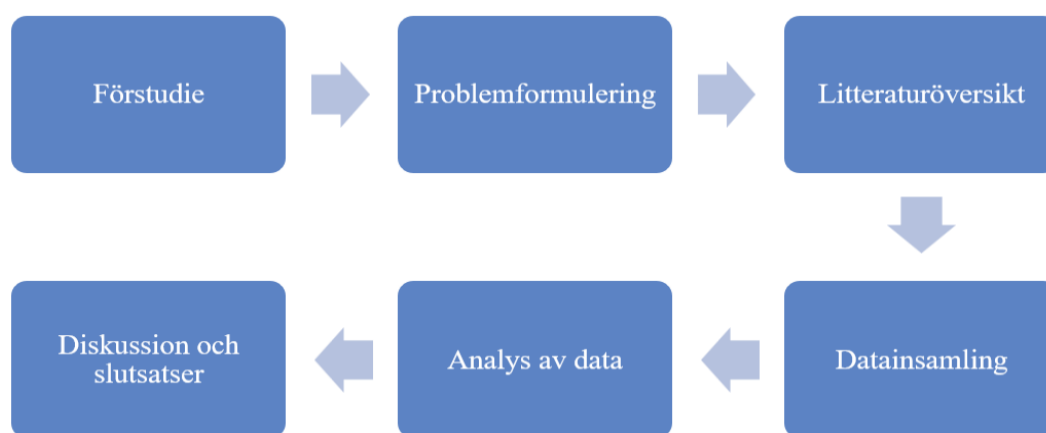 Förstudie
Problemformulering
Litteraturöversikt
Datainsamling
Analys av data
Diskussion och
slutsatser